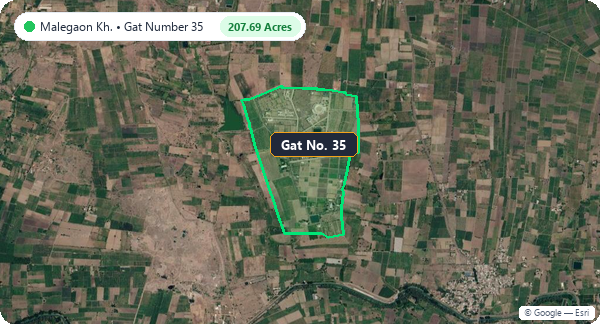 Malegaon Kh. • Gat Number 35 207.69 Acres
Gat No. 35
© Google — Esri